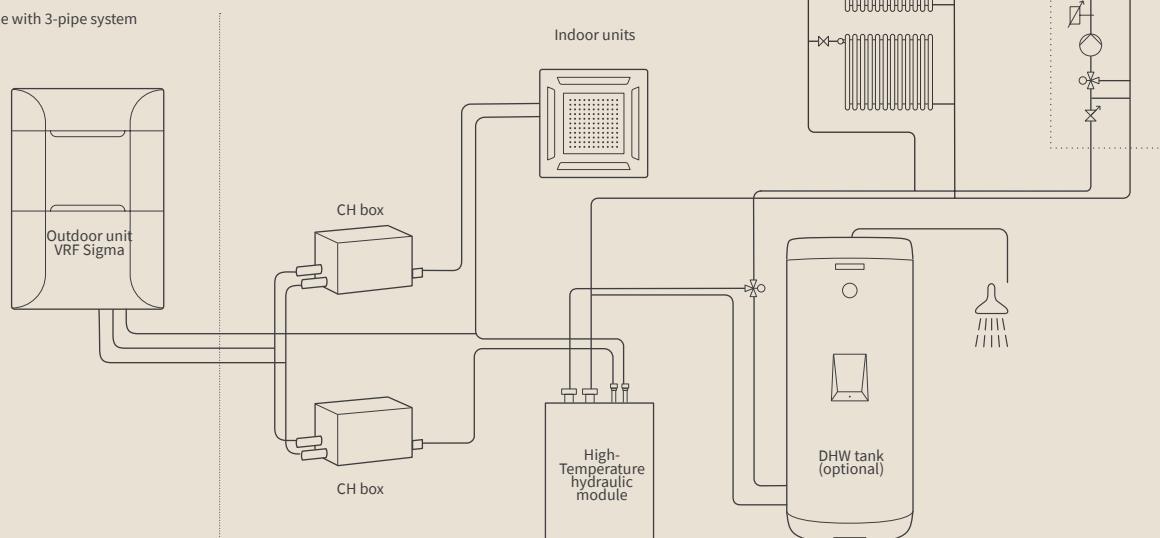 e with 3-pipe system
Indoor units
CH box
Outdoor unit
VRF Sigma
High-
Temperature
hydraulic
module
DHW tank
(optional)
CH box